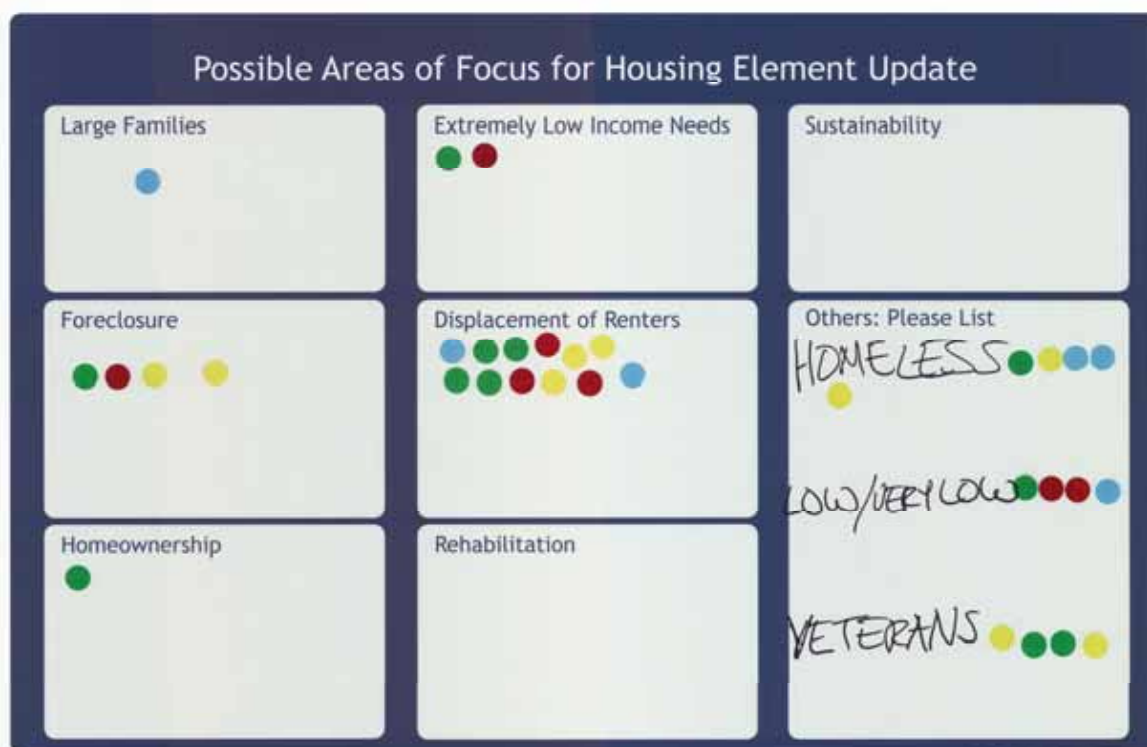 Possible Areas of Focus for Housing Element Update
Large Families
Extremely Low Income Needs
Sustainability
Foreclosure
Displacement of Renters
Others: Please List
HOMELESS
LOW/VERY LOW
VETERANS
Homeownership
Rehabilitation